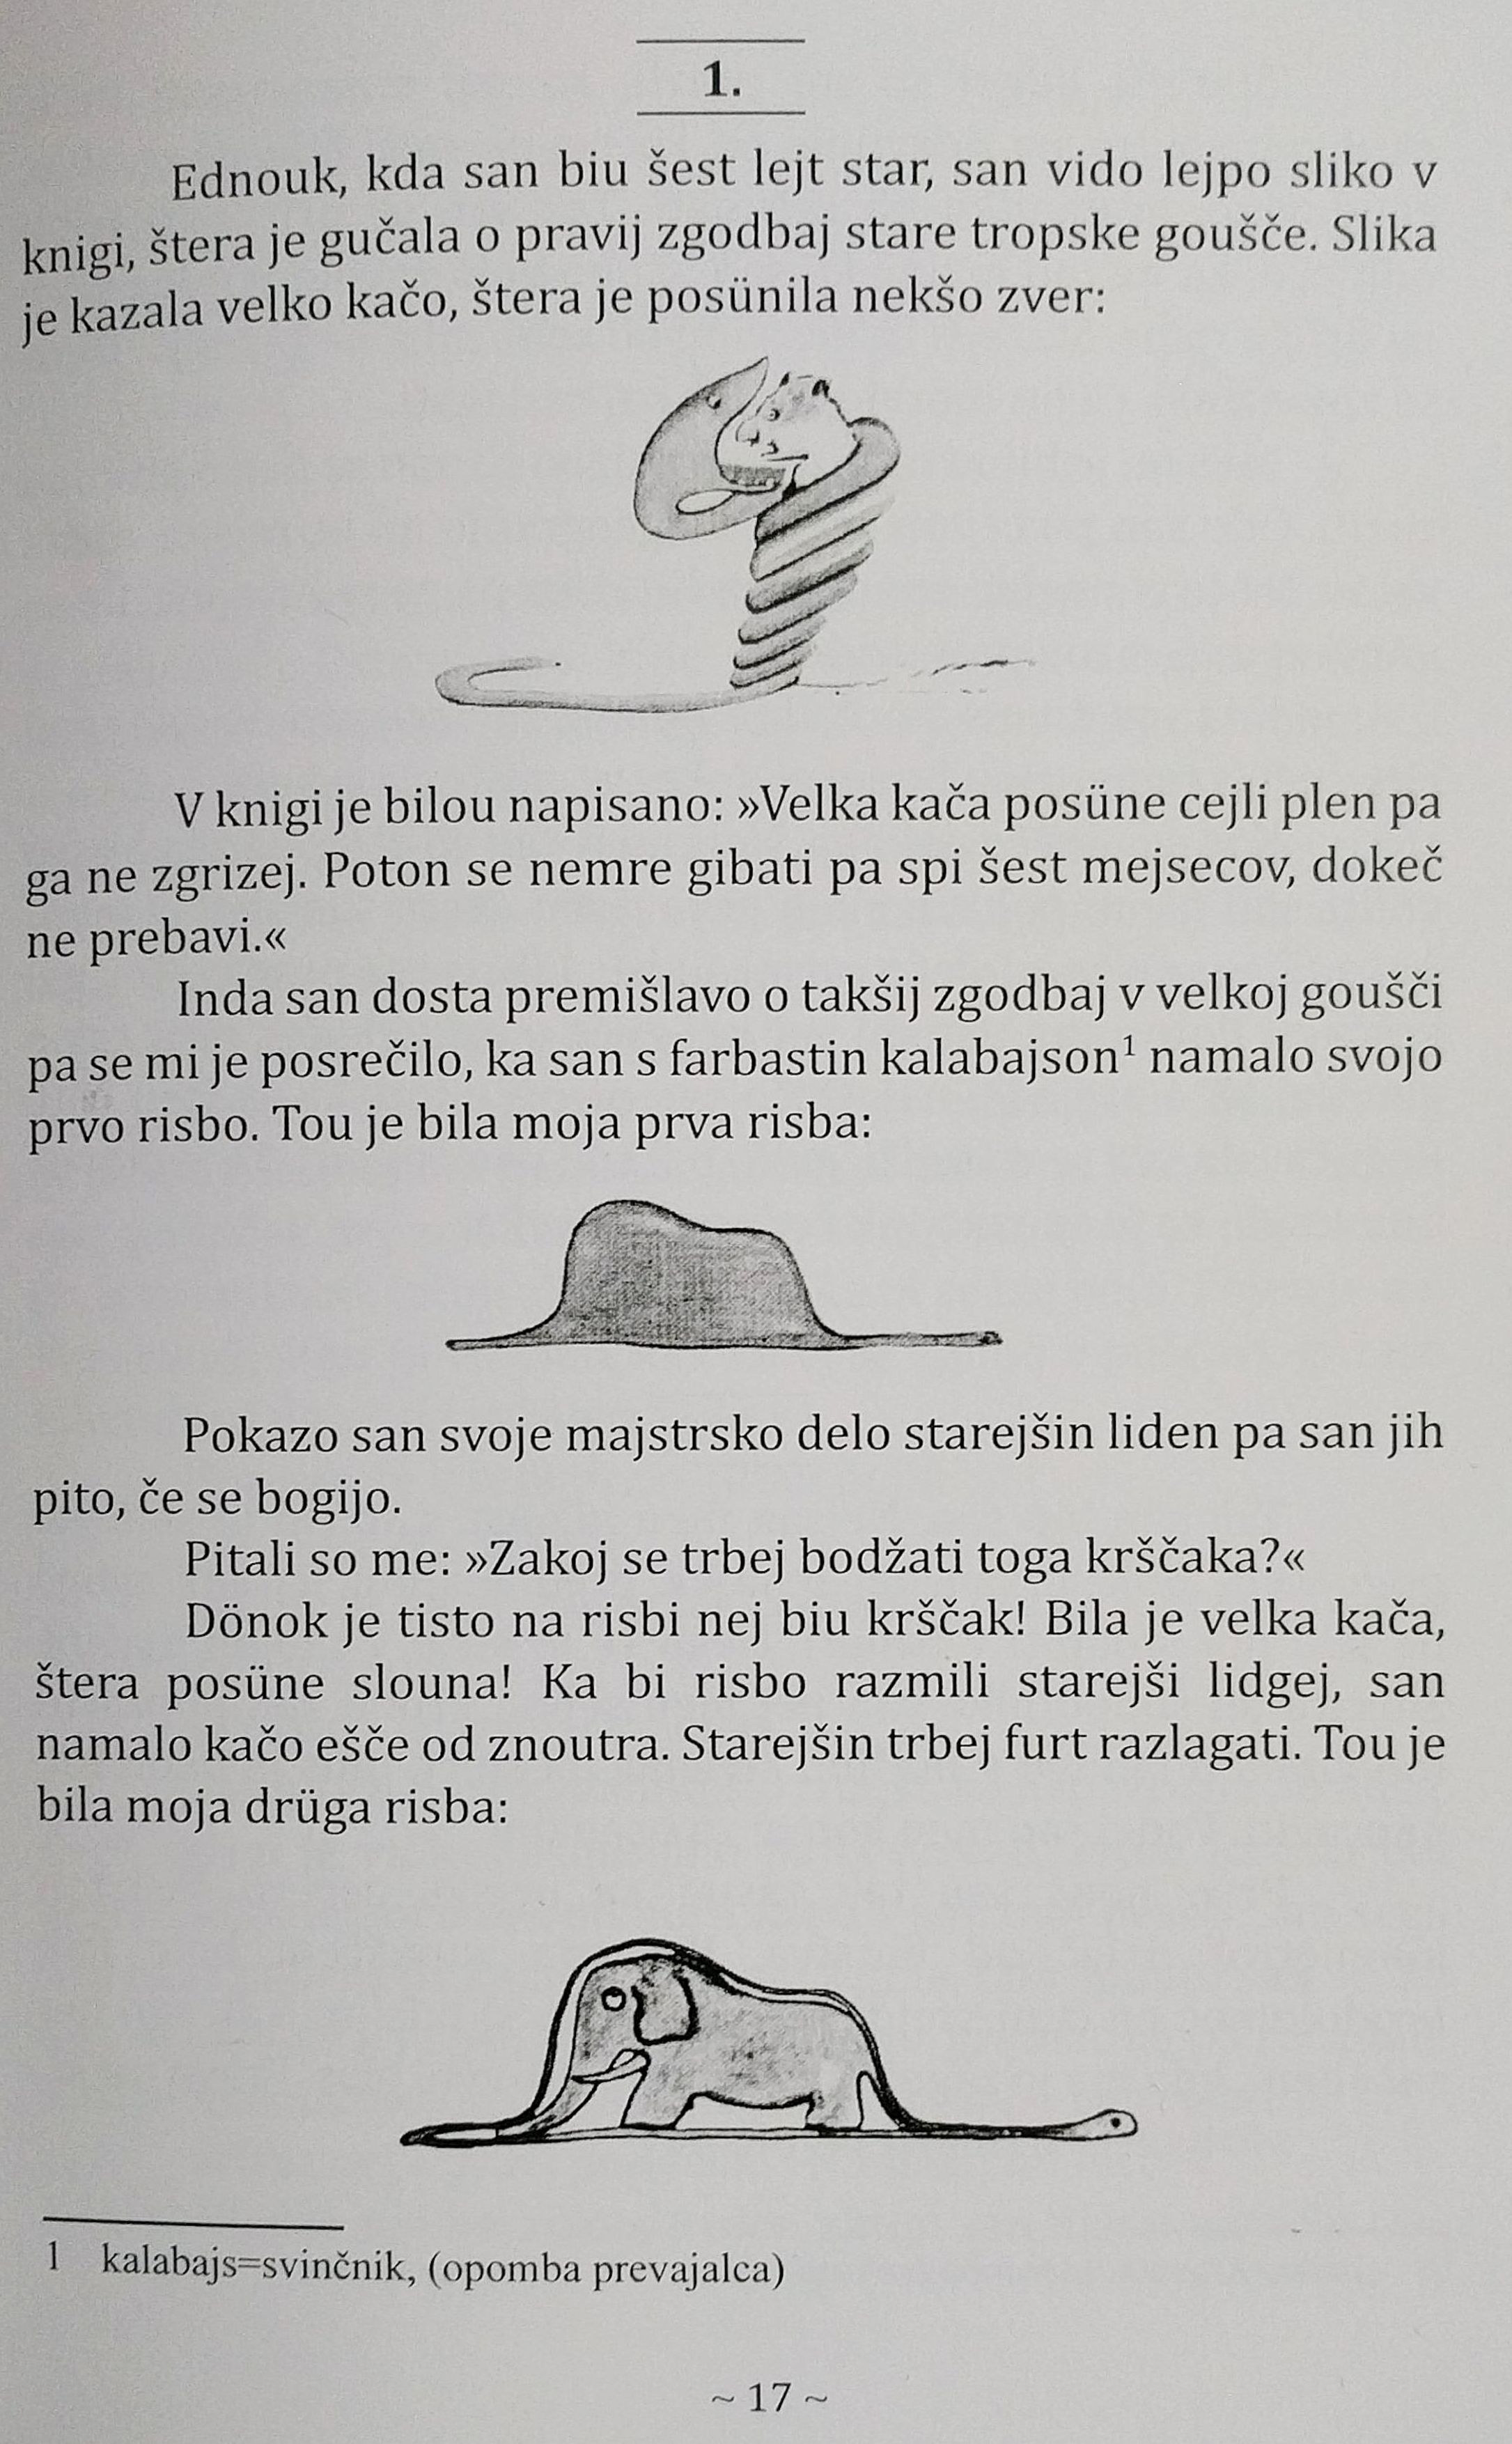 1.
Ednouk, kda san biu šest lejt star, san vido lejpo sliko v
knigi, štera je gučala o pravij zgodbaj stare tropske goušče. Slika
je kazala velko kačo, štera je posünila nekšo zver:
V knigi je bilou napisano: »Velka kača posüne cejli plen pa
ga ne zgrizej. Poton se nemre gibati pa spi šest mejsecov, dokeč
ne prebavi.«
Inda san dosta premišlavo o takšij zgodbaj v velkoj goušči
pa se mi je posrečilo, ka san s farbastin kalabajson¹ namalo svojo
prvo risbo. Tou je bila moja prva risba:
Pokazo san svoje majstrsko delo starejšin liden pa san jih
pito, če se bogijo.
Pitali so me: »Zakoj se trbej bodžati toga krščaka?«
Dönok je tisto na risbi nej biu krščak! Bila je velka kača,
štera posüne slouna! Ka bi risbo razmili starejši lidgej, san
namalo kačo ešče od znoutra. Starejšin trbej furt razlagati. Tou je
bila moja drüga risba:
1 kalabajs=svinčnik, (opomba prevajalca)
~ 17 ~